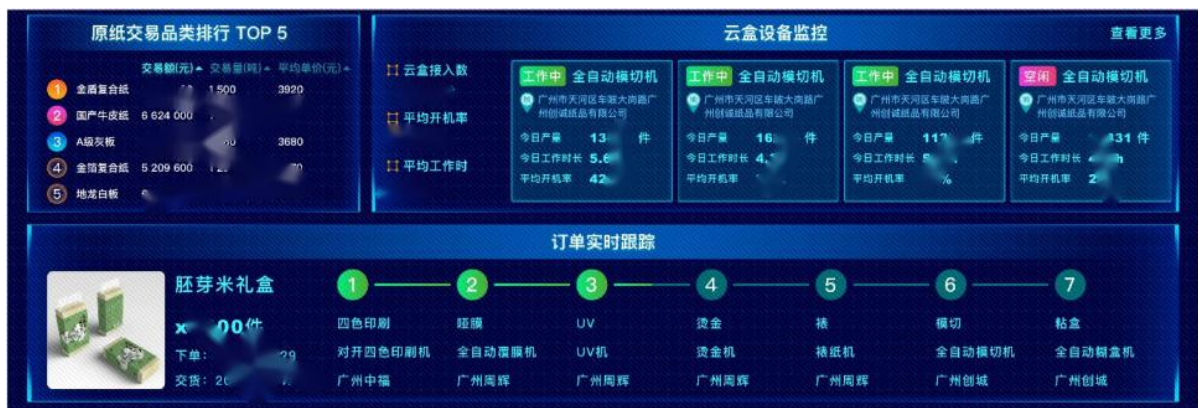 原纸交易品类排行 TOP 5
交易额(元) 交易量(吨) 平均单价(元)
1 金盾复合纸 1 500 3920
2 国产牛皮纸 6 624 000
3 A级灰板 3680
4 金箔复合纸 5 209 600
5 地龙白板
云盒设备监控 查看更多
云盒接入数
平均开机率
平均工作时
工作中 全自动模切机
广州市天河区车陂大岗路广
州创诚纸品有限公司
今日产量 件
今日工作时长
平均开机率
工作中 全自动模切机
广州市天河区车陂大岗路广
州创诚纸品有限公司
今日产量 件
今日工作时长
平均开机率
工作中 全自动模切机
广州市天河区车陂大岗路广
州创诚纸品有限公司
今日产量 件
今日工作时长
平均开机率 %
空闲 全自动模切机
广州市天河区车陂大岗路广
州创诚纸品有限公司
今日产量 件
今日工作时长 h
平均开机率
订单实时跟踪
胚芽米礼盒
件
下单:
交货:
1 2 3 4 5 6 7
四色印刷 哑膜 UV 烫金 裱 模切 粘盒
对开四色印刷机 全自动覆膜机 UV机 烫金机 裱纸机 全自动模切机 全自动糊盒机
广州中福 广州周辉 广州周辉 广州周辉 广州周辉 广州创城 广州创城